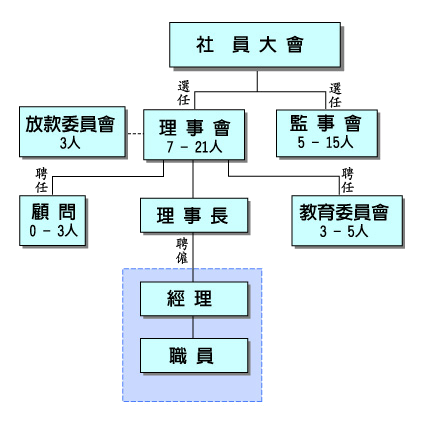 社 員 大 會
選任
選任
放款委員會
3人
理 事 會
7 - 21人
監 事 會
5 - 15人
聘任
聘任
顧 問
0 - 3人
理 事 長
教育委員會
3 - 5人
聘僱
經 理
職 員